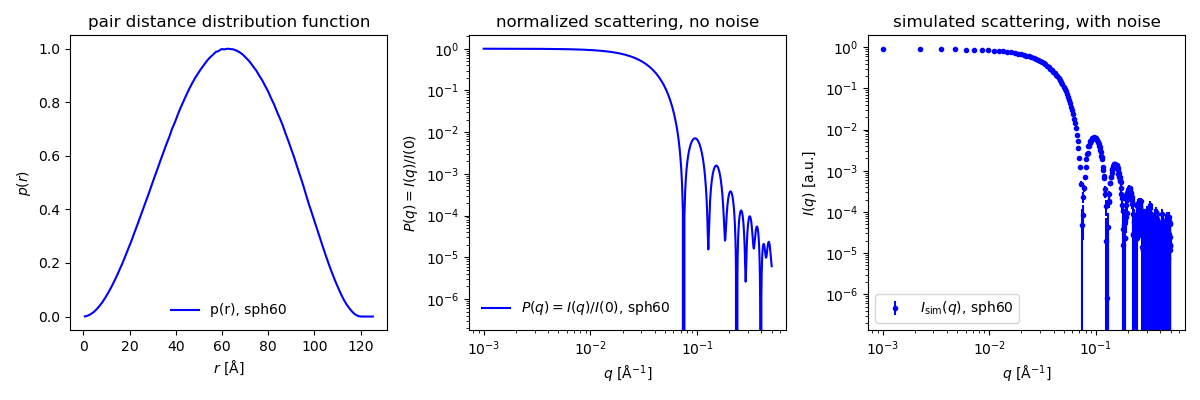 pair distance distribution function
p(r)
1.0
0.8
0.6
0.4
0.2
0.0
p(r), sph60
0 20 40 60 80 100 120
r [Å]
normalized scattering, no noise
P(q) = I(q)/I(0)
10⁰
10⁻¹
10⁻²
10⁻³
10⁻⁴
10⁻⁵
10⁻⁶
P(q) = I(q)/I(0), sph60
10⁻³ 10⁻² 10⁻¹
q [Å⁻¹]
simulated scattering, with noise
I(q) [a.u.]
10⁰
10⁻¹
10⁻²
10⁻³
10⁻⁴
10⁻⁵
10⁻⁶
I_sim(q), sph60
10⁻³ 10⁻² 10⁻¹
q [Å⁻¹]